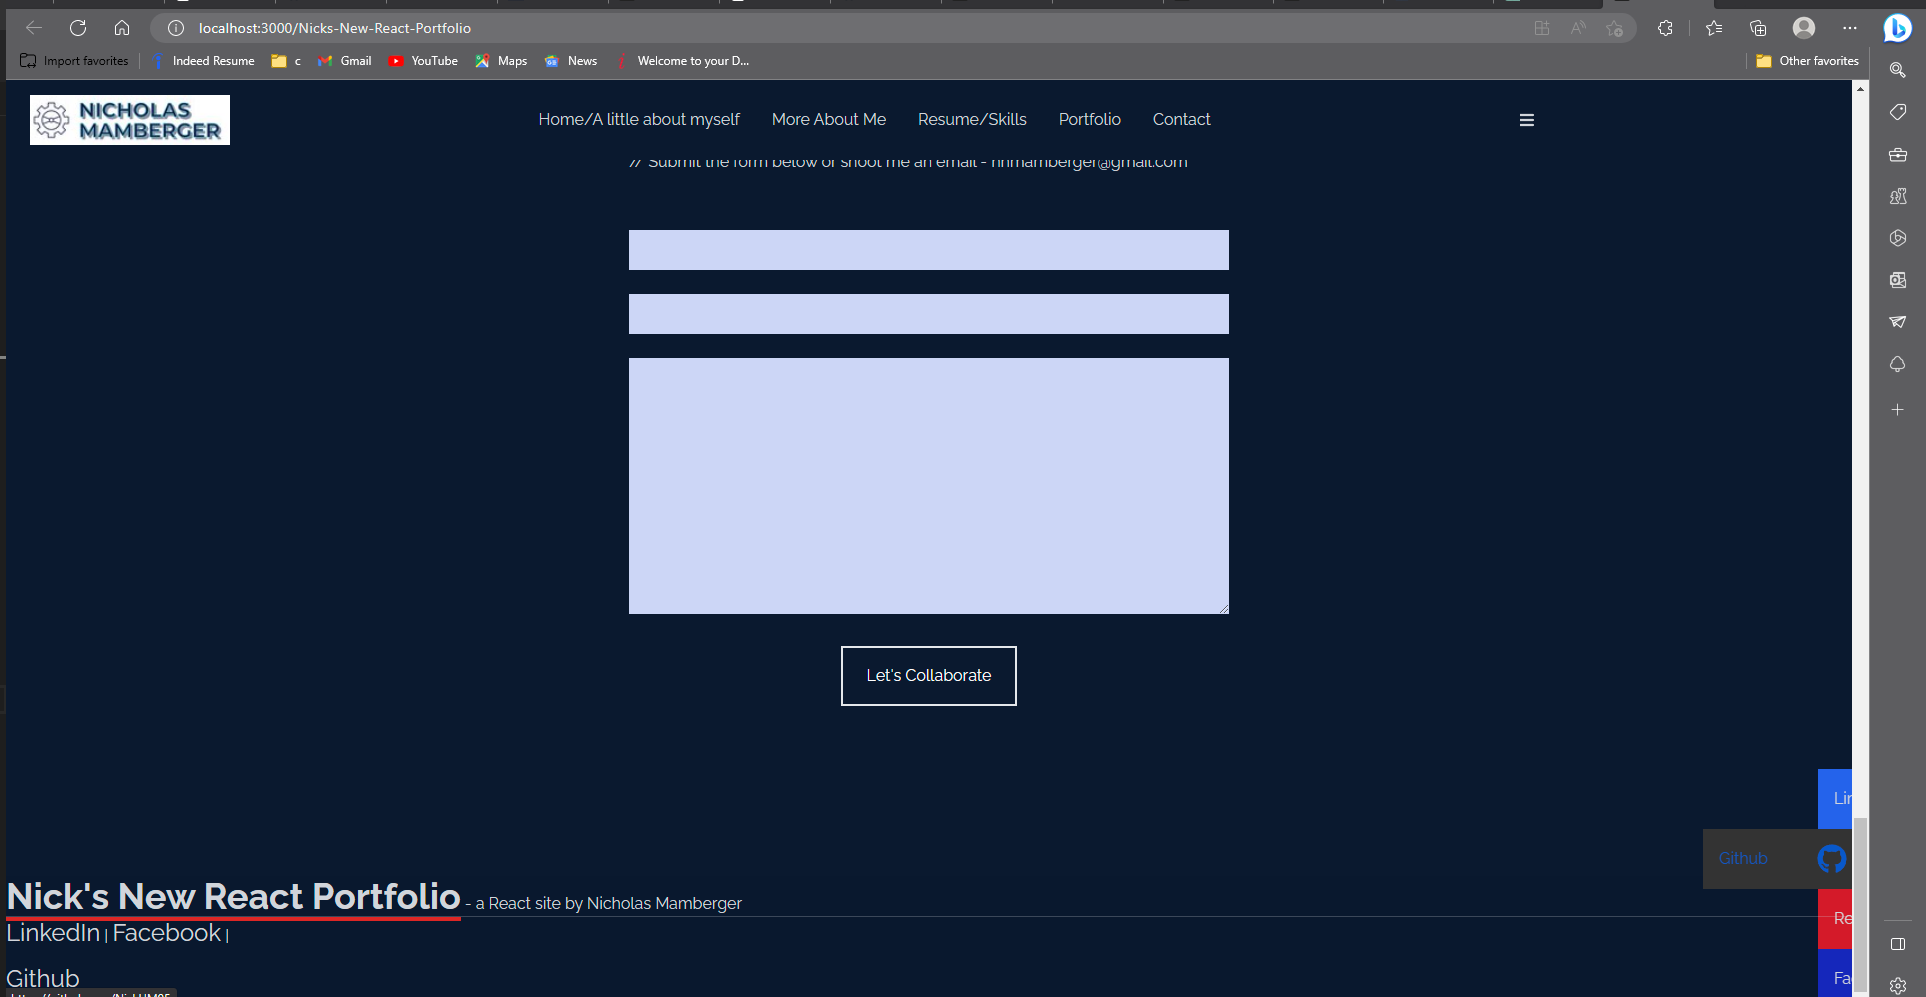 localhost:3000/Nicks-New-React-Portfolio
Import favorites Indeed Resume c Gmail YouTube Maps News Welcome to your D... Other favorites
NICHOLAS
MAMBERGER
Home/A little about myself More About Me Resume/Skills Portfolio Contact
// Submit the form below or shoot me an email - nhmamberger@gmail.com
Let's Collaborate
Lin
Github
Nick's New React Portfolio - a React site by Nicholas Mamberger
Re
LinkedIn | Facebook |
Fa
Github